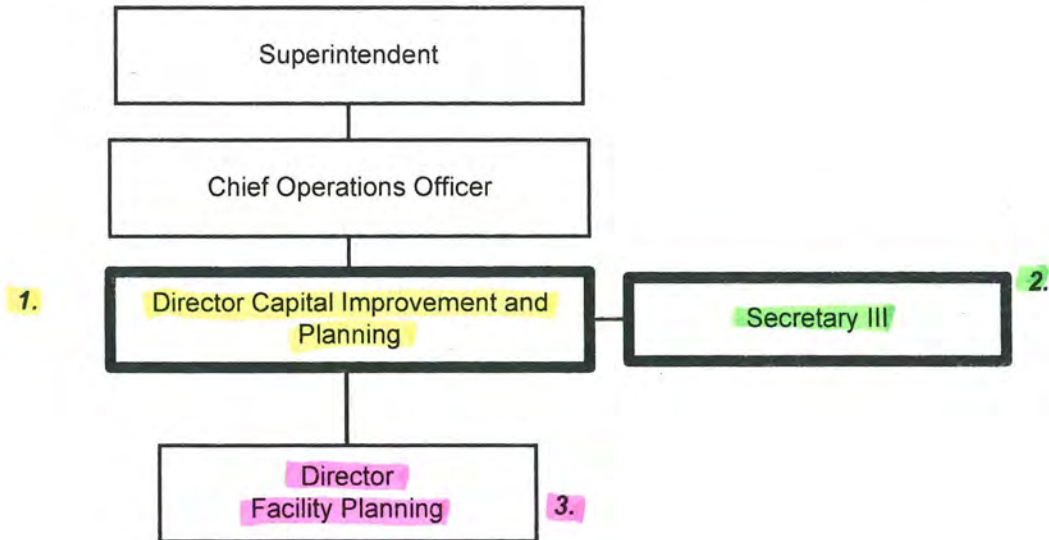 Superintendent
Chief Operations Officer
1.
Director Capital Improvement and
Planning
Secretary III
2.
Director
Facility Planning
3.